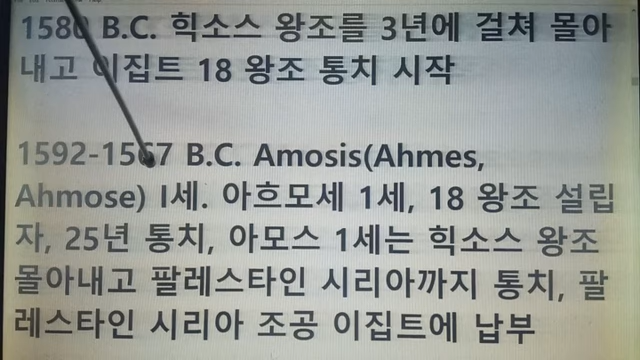 1580 B.C. 힉소스 왕조를 3년에 걸쳐 몰아
내고 이집트 18 왕조 통치 시작
1592-1567 B.C. Amosis(Ahmes,
Ahmose) I세. 아흐모세 1세, 18 왕조 설립
자, 25년 통치, 아모스 1세는 힉소스 왕조
몰아내고 팔레스타인 시리아까지 통치, 팔
레스타인 시리아 조공 이집트에 납부